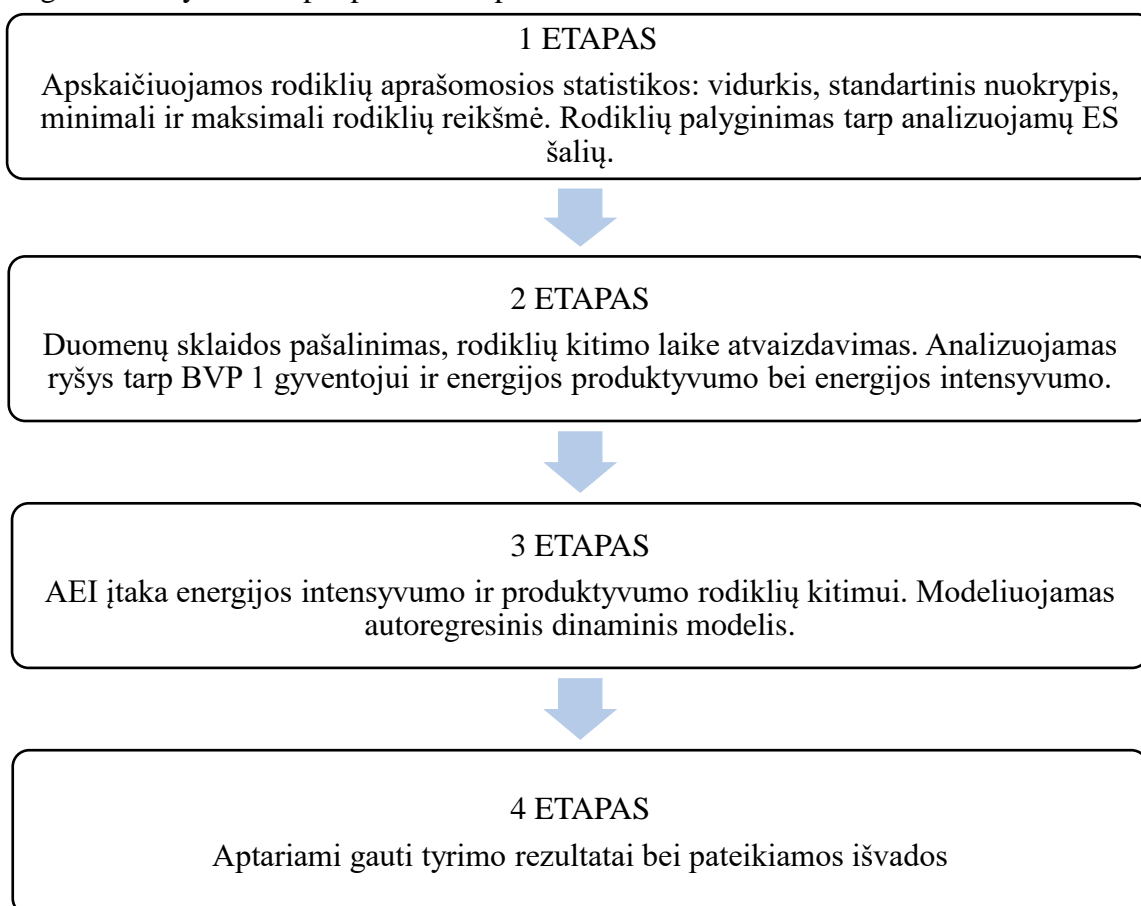 1 ETAPAS
Apskaičiuojamos rodiklių aprašomosios statistikos: vidurkis, standartinis nuokrypis,
minimali ir maksimali rodiklių reikšmė. Rodiklių palyginimas tarp analizuojamų ES
šalių.
2 ETAPAS
Duomenų sklaidos pašalinimas, rodiklių kitimo laike atvaizdavimas. Analizuojamas
ryšys tarp BVP 1 gyventojui ir energijos produktyvumo bei energijos intensyvumo.
3 ETAPAS
AEI įtaka energijos intensyvumo ir produktyvumo rodiklių kitimui. Modeliuojamas
autoregresinis dinaminis modelis.
4 ETAPAS
Aptariami gauti tyrimo rezultatai bei pateikiamos išvados